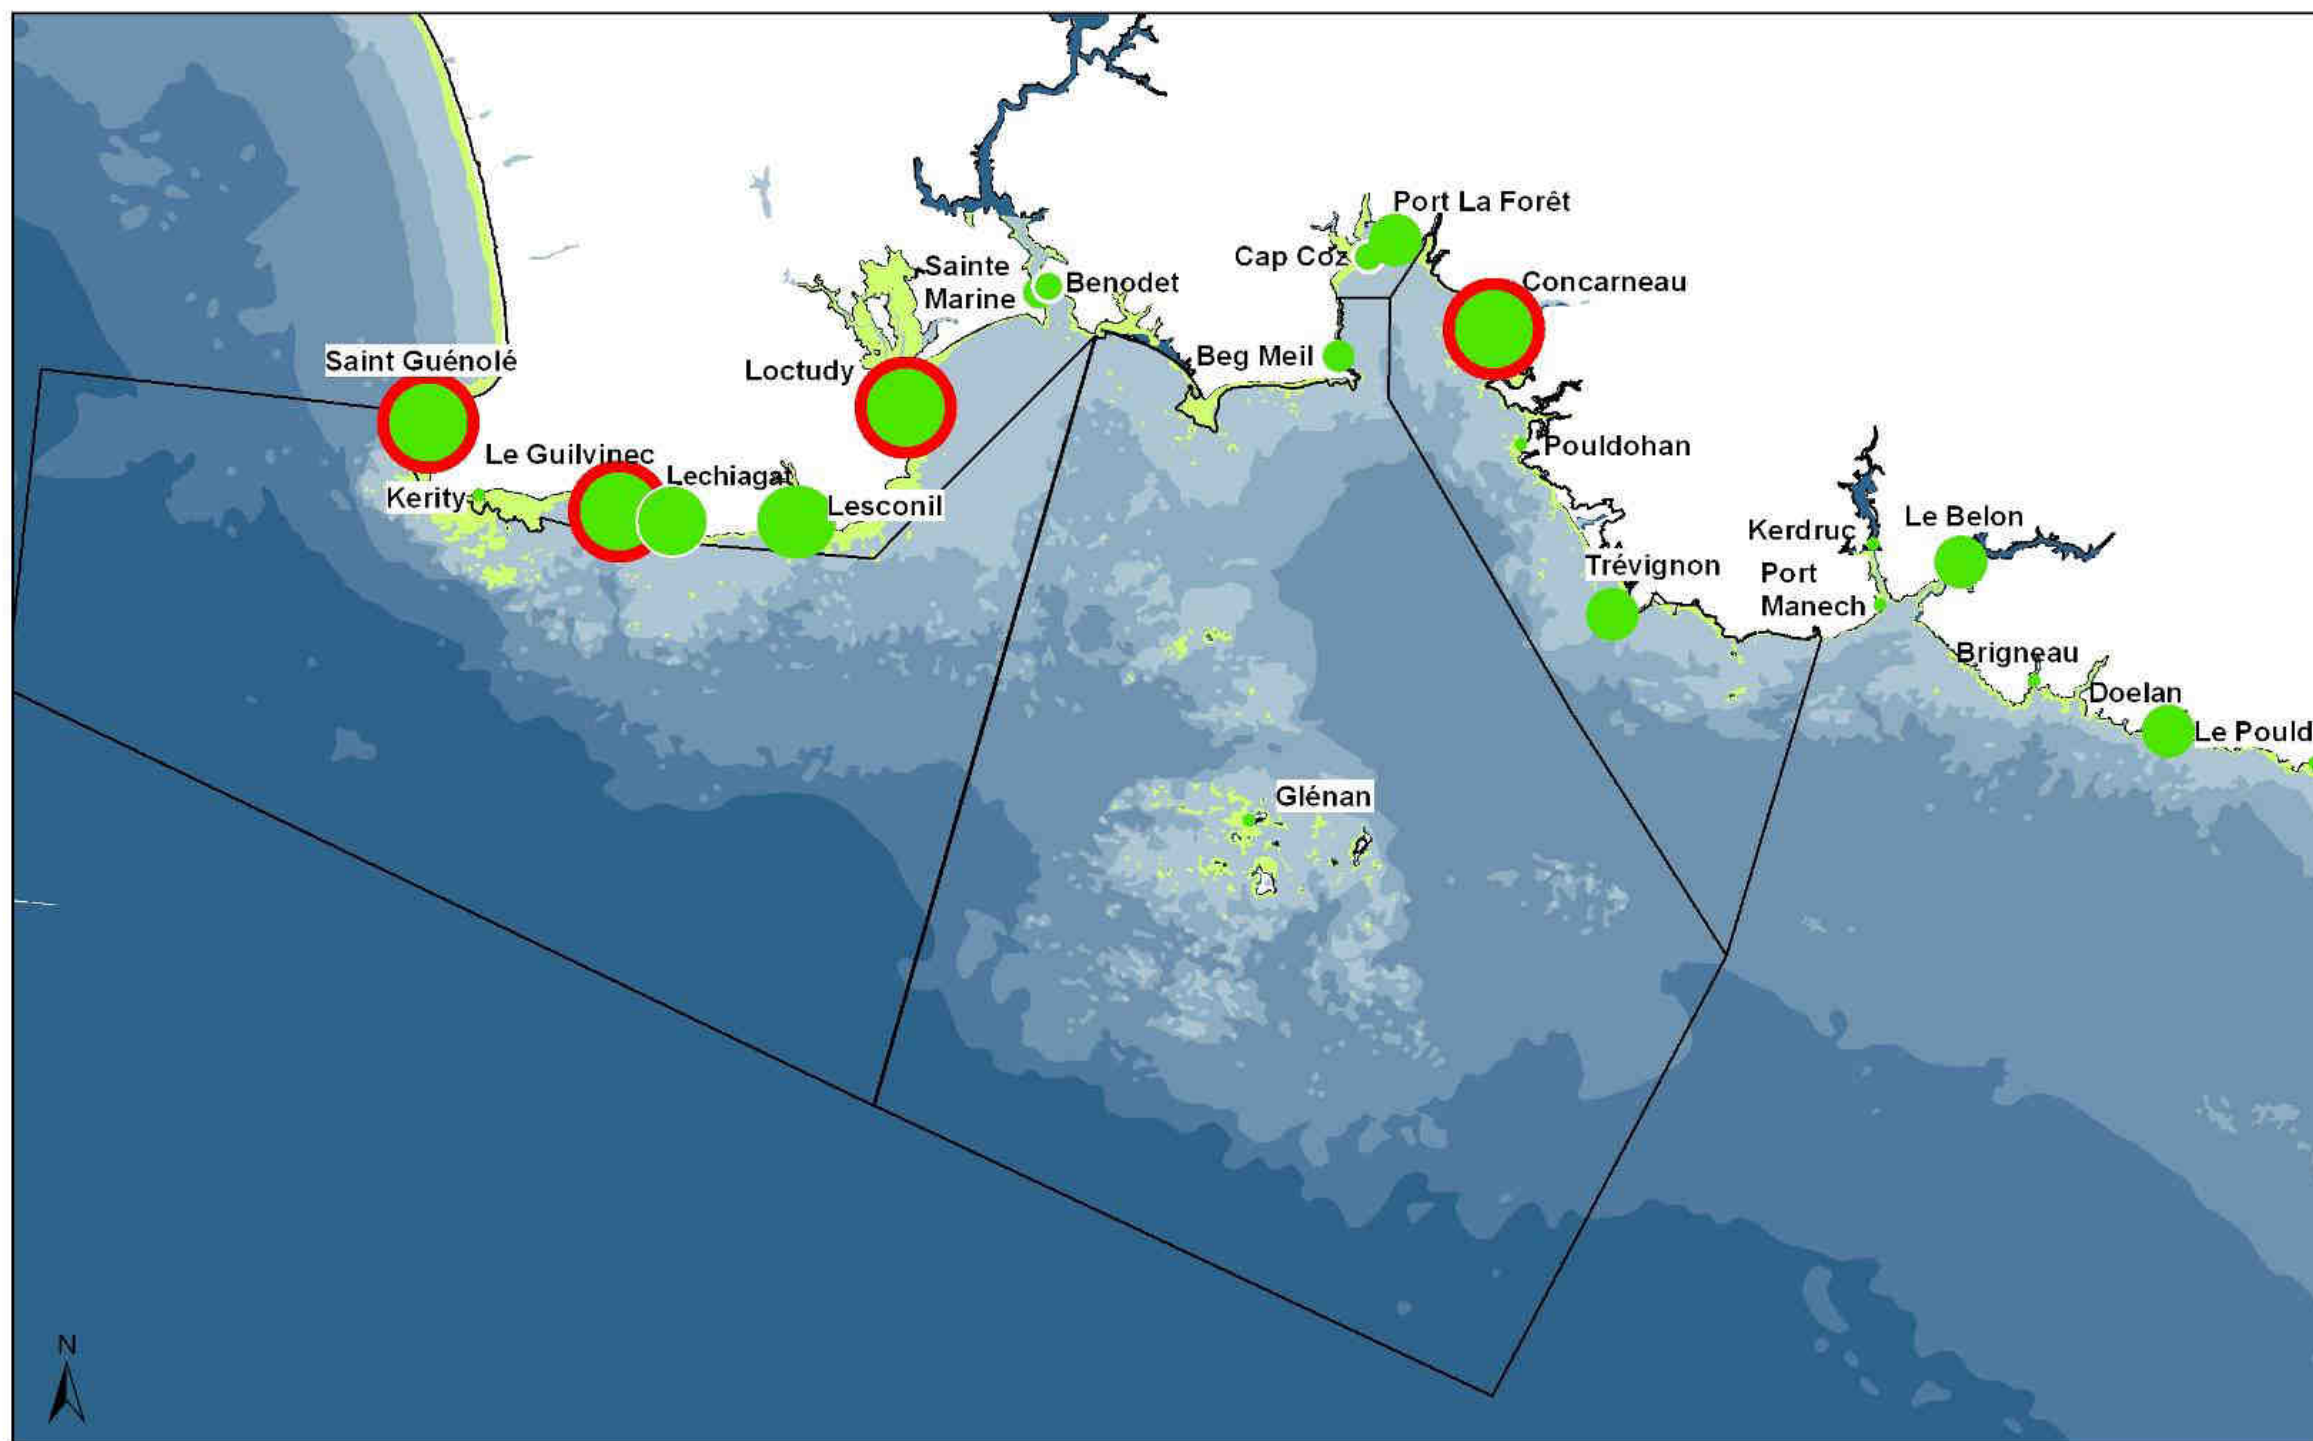 Port La Forêt
Cap Coz
Sainte
Marine
Benodet
Concarneau
Saint Guénolé
Loctudy
Beg Meil
Le Guilvinec
Lechiagat
Kerity
Lesconil
Pouldohan
Kerdruc
Le Belon
Trévignon
Port
Manech
Brigneau
Doelan
Le Pould
Glénan
N